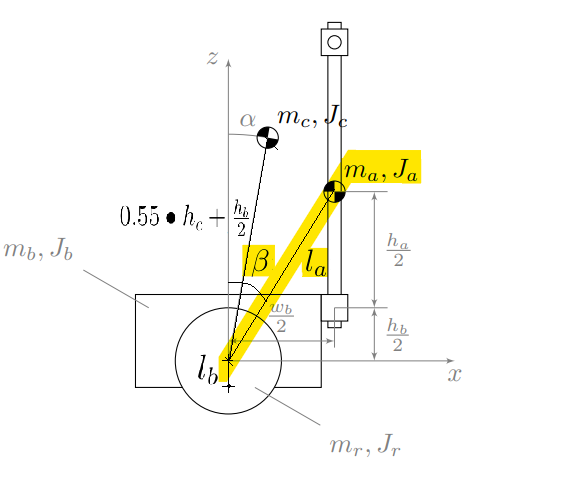 z
α
m_c, J_c
m_a, J_a
0.55 • h_c + h_b/2
m_b, J_b
β
l_a
h_a/2
w_b/2
h_b/2
l_b
x
m_r, J_r